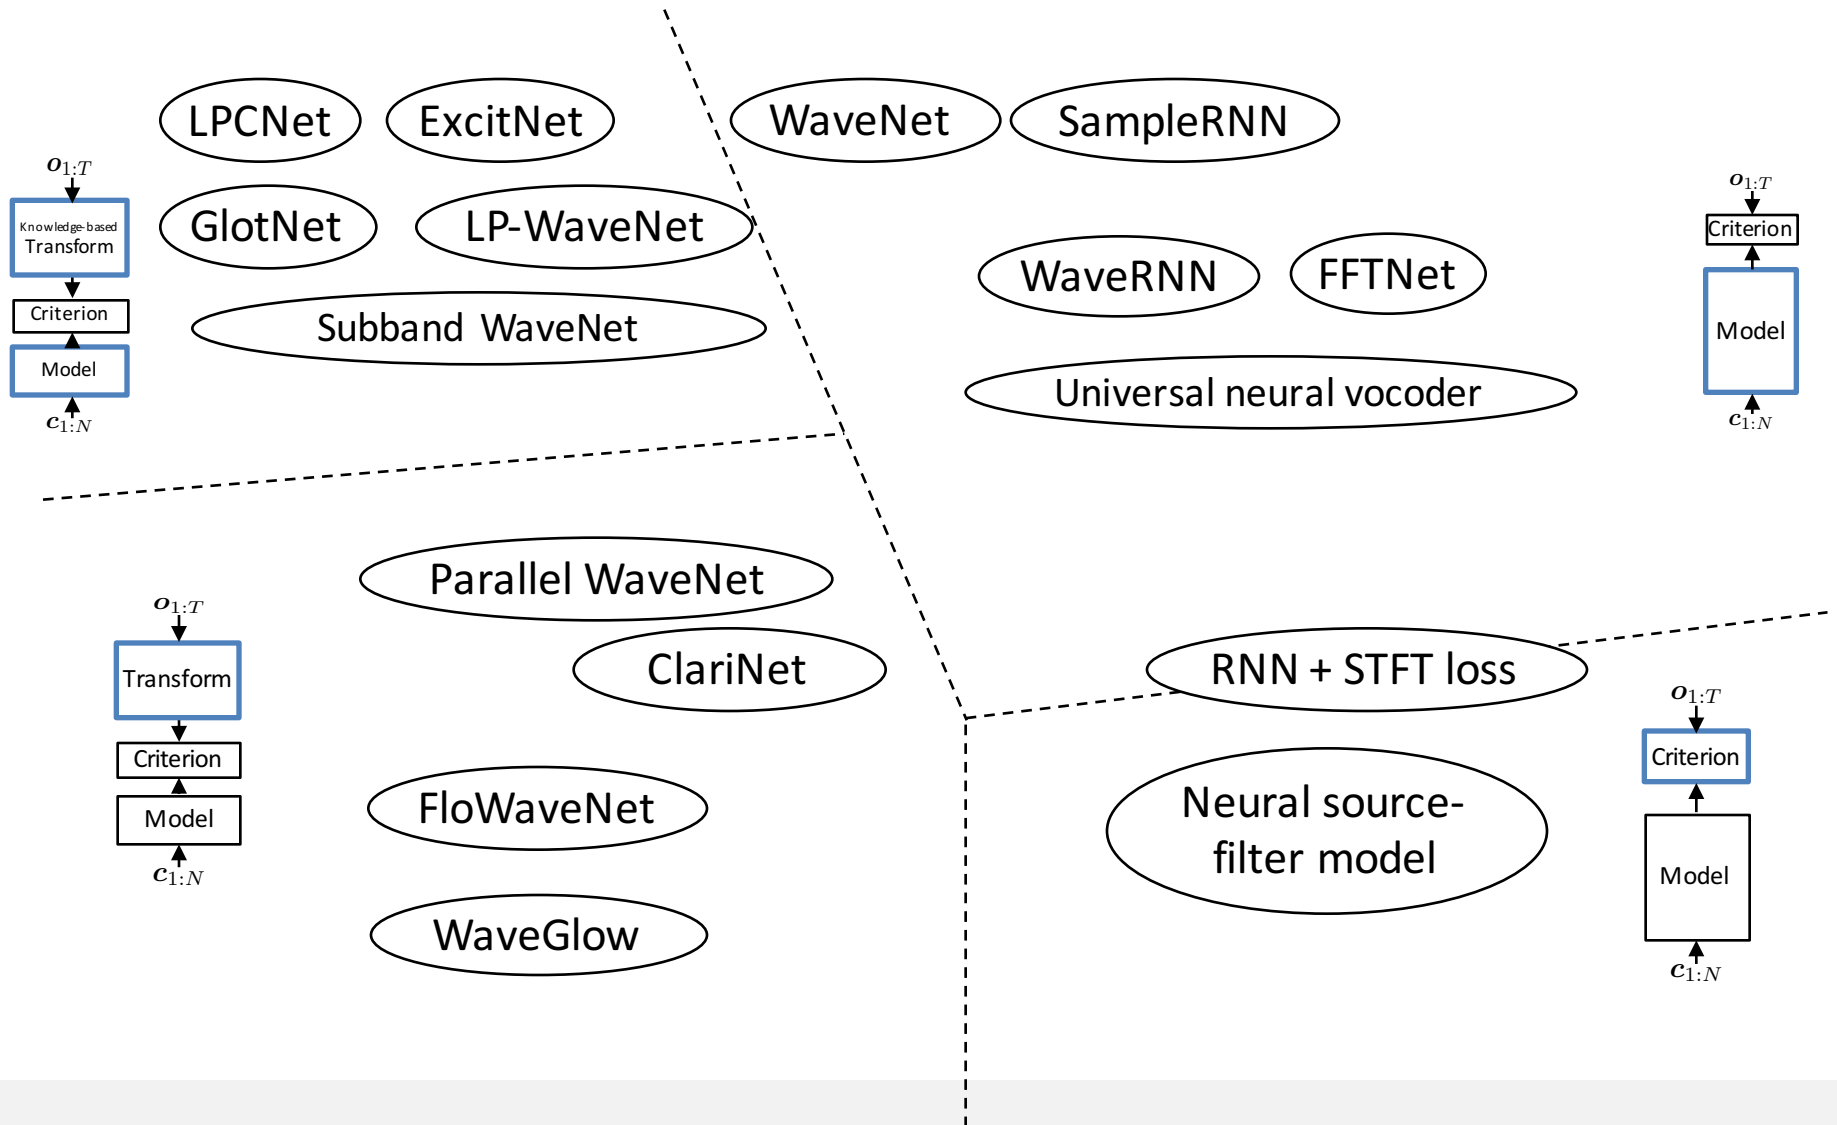 LPCNet
ExcitNet
GlotNet
LP-WaveNet
Subband WaveNet
o1:T
Knowledge-based
Transform
Criterion
Model
c1:N
WaveNet
SampleRNN
WaveRNN
FFTNet
Universal neural vocoder
o1:T
Criterion
Model
c1:N
Parallel WaveNet
ClariNet
FloWaveNet
WaveGlow
o1:T
Transform
Criterion
Model
c1:N
RNN + STFT loss
Neural source-
filter model
o1:T
Criterion
Model
c1:N